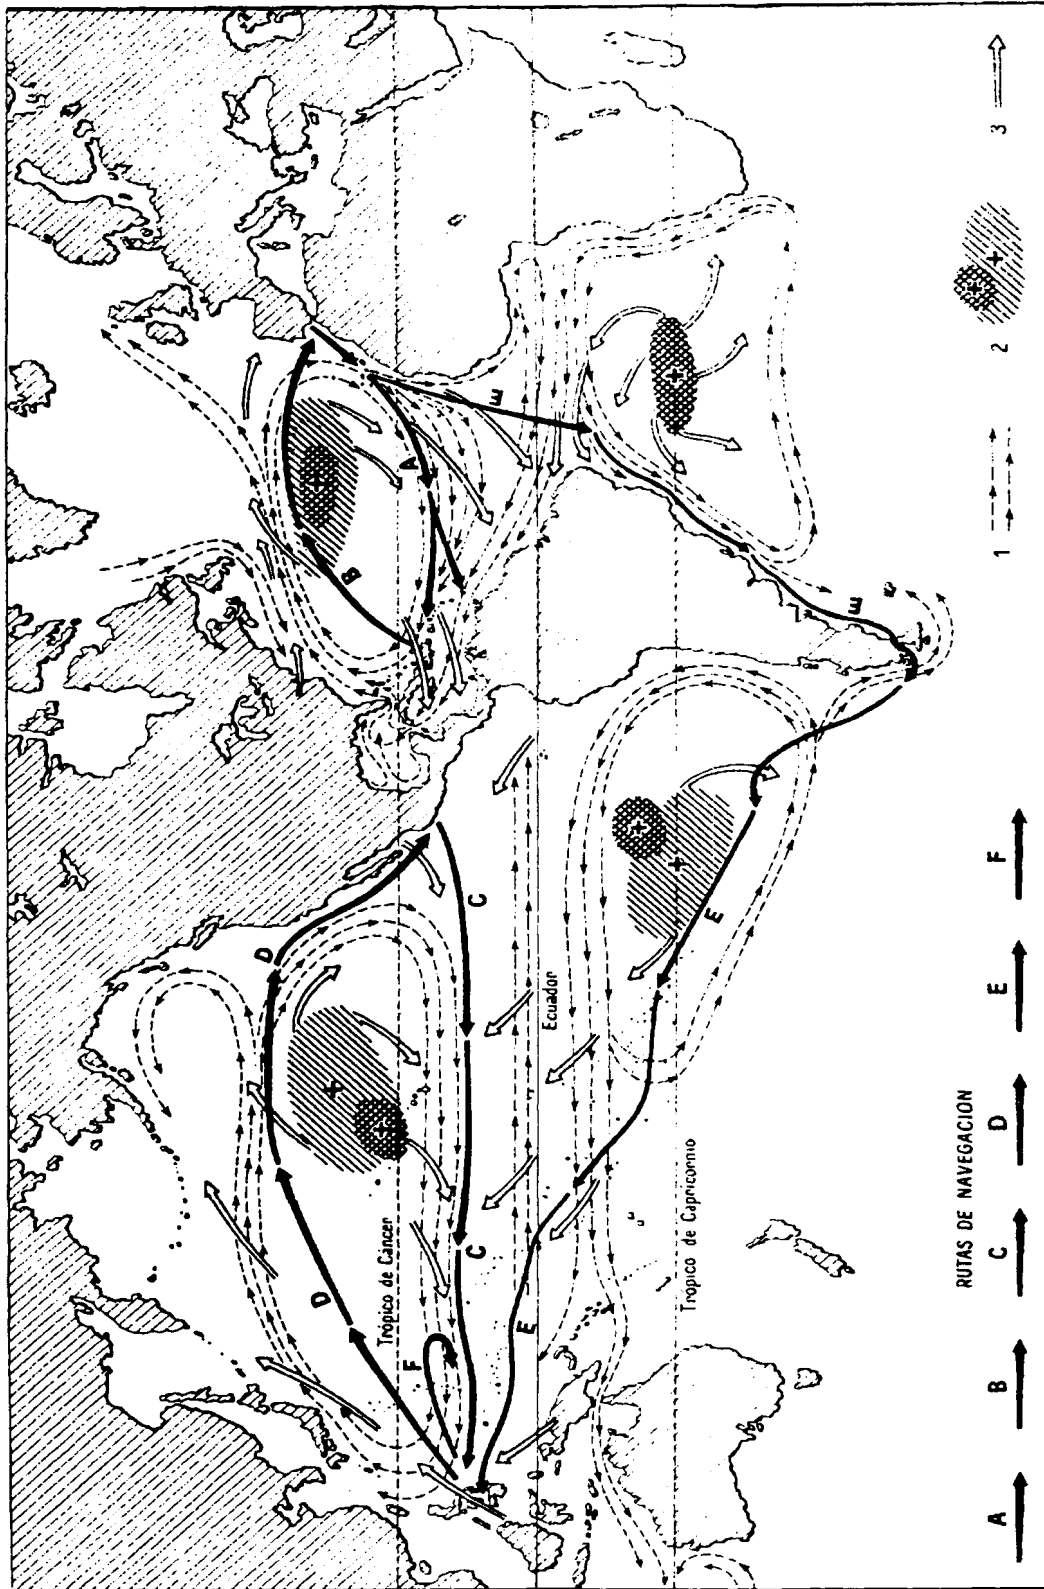 D
D
B
Trópico de Cáncer
A
F
C
C
E
E
Ecuador
Trópico de Capricornio
E
E
RUTAS DE NAVEGACION
A B C D E F
1 2 3